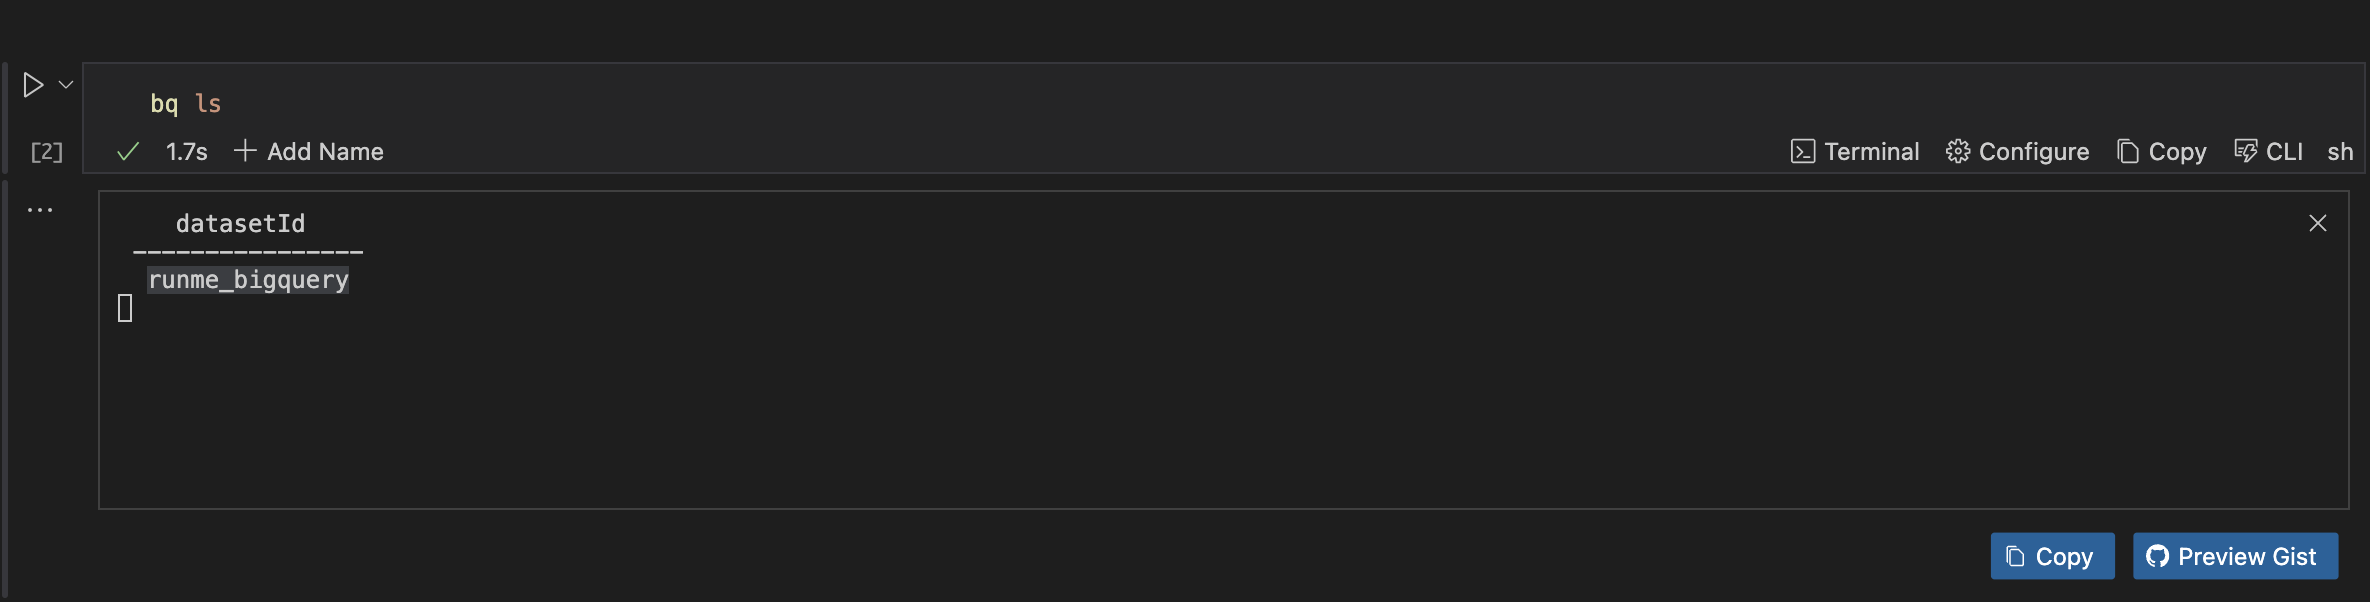 bq ls
[2] 1.7s Add Name Terminal Configure Copy CLI sh
...
datasetId
----------------
runme_bigquery
Copy Preview Gist